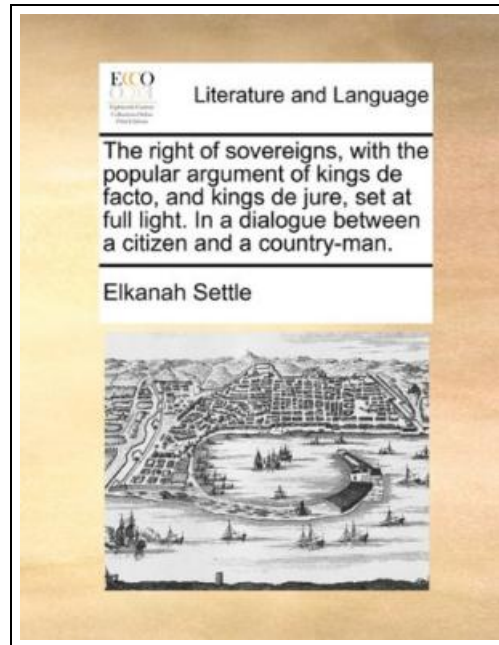 ECCO
Literature and Language
The right of sovereigns, with the
popular argument of kings de
facto, and kings de jure, set at
full light. In a dialogue between
a citizen and a country-man.
Elkanah Settle